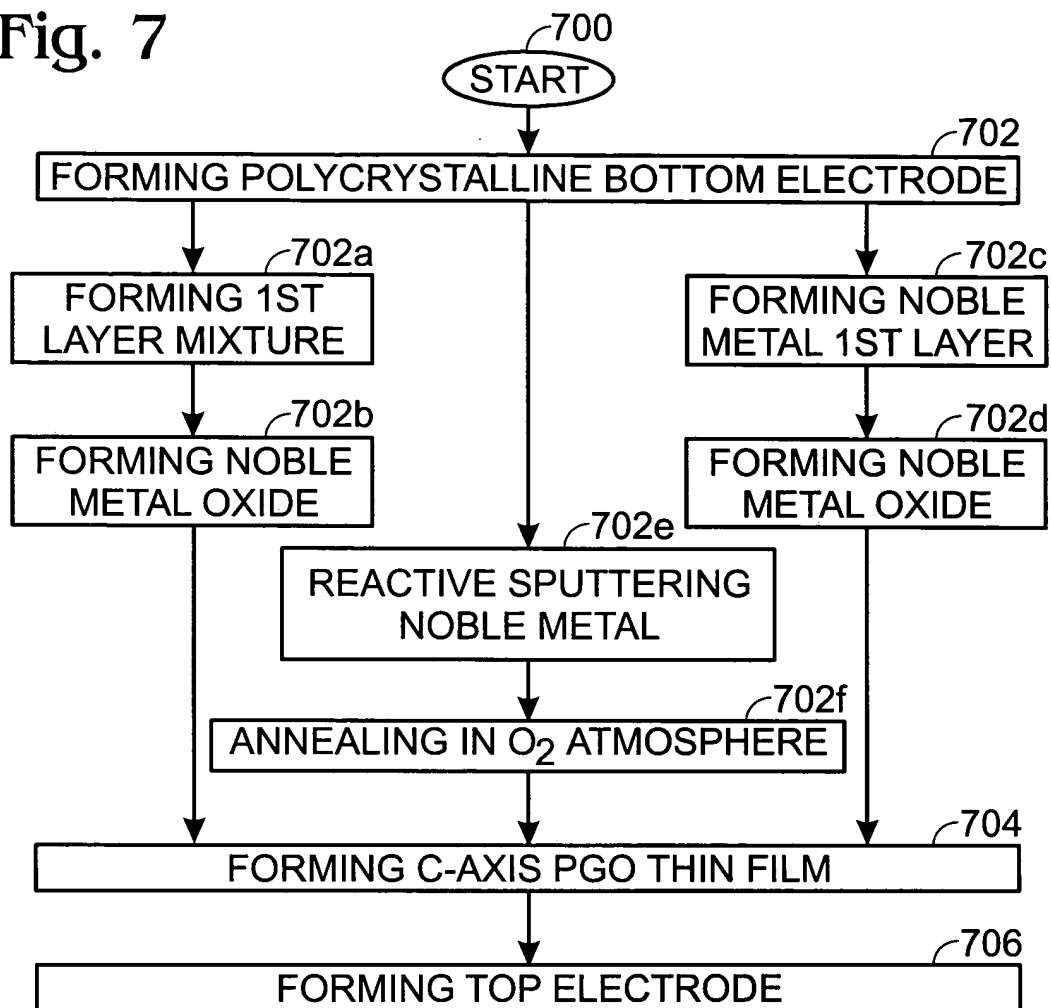 Fig. 7
700
START
702
FORMING POLYCRYSTALLINE BOTTOM ELECTRODE
702a
FORMING 1ST
LAYER MIXTURE
702c
FORMING NOBLE
METAL 1ST LAYER
702b
FORMING NOBLE
METAL OXIDE
702d
FORMING NOBLE
METAL OXIDE
702e
REACTIVE SPUTTERING
NOBLE METAL
702f
ANNEALING IN O₂ ATMOSPHERE
704
FORMING C-AXIS PGO THIN FILM
706
FORMING TOP ELECTRODE